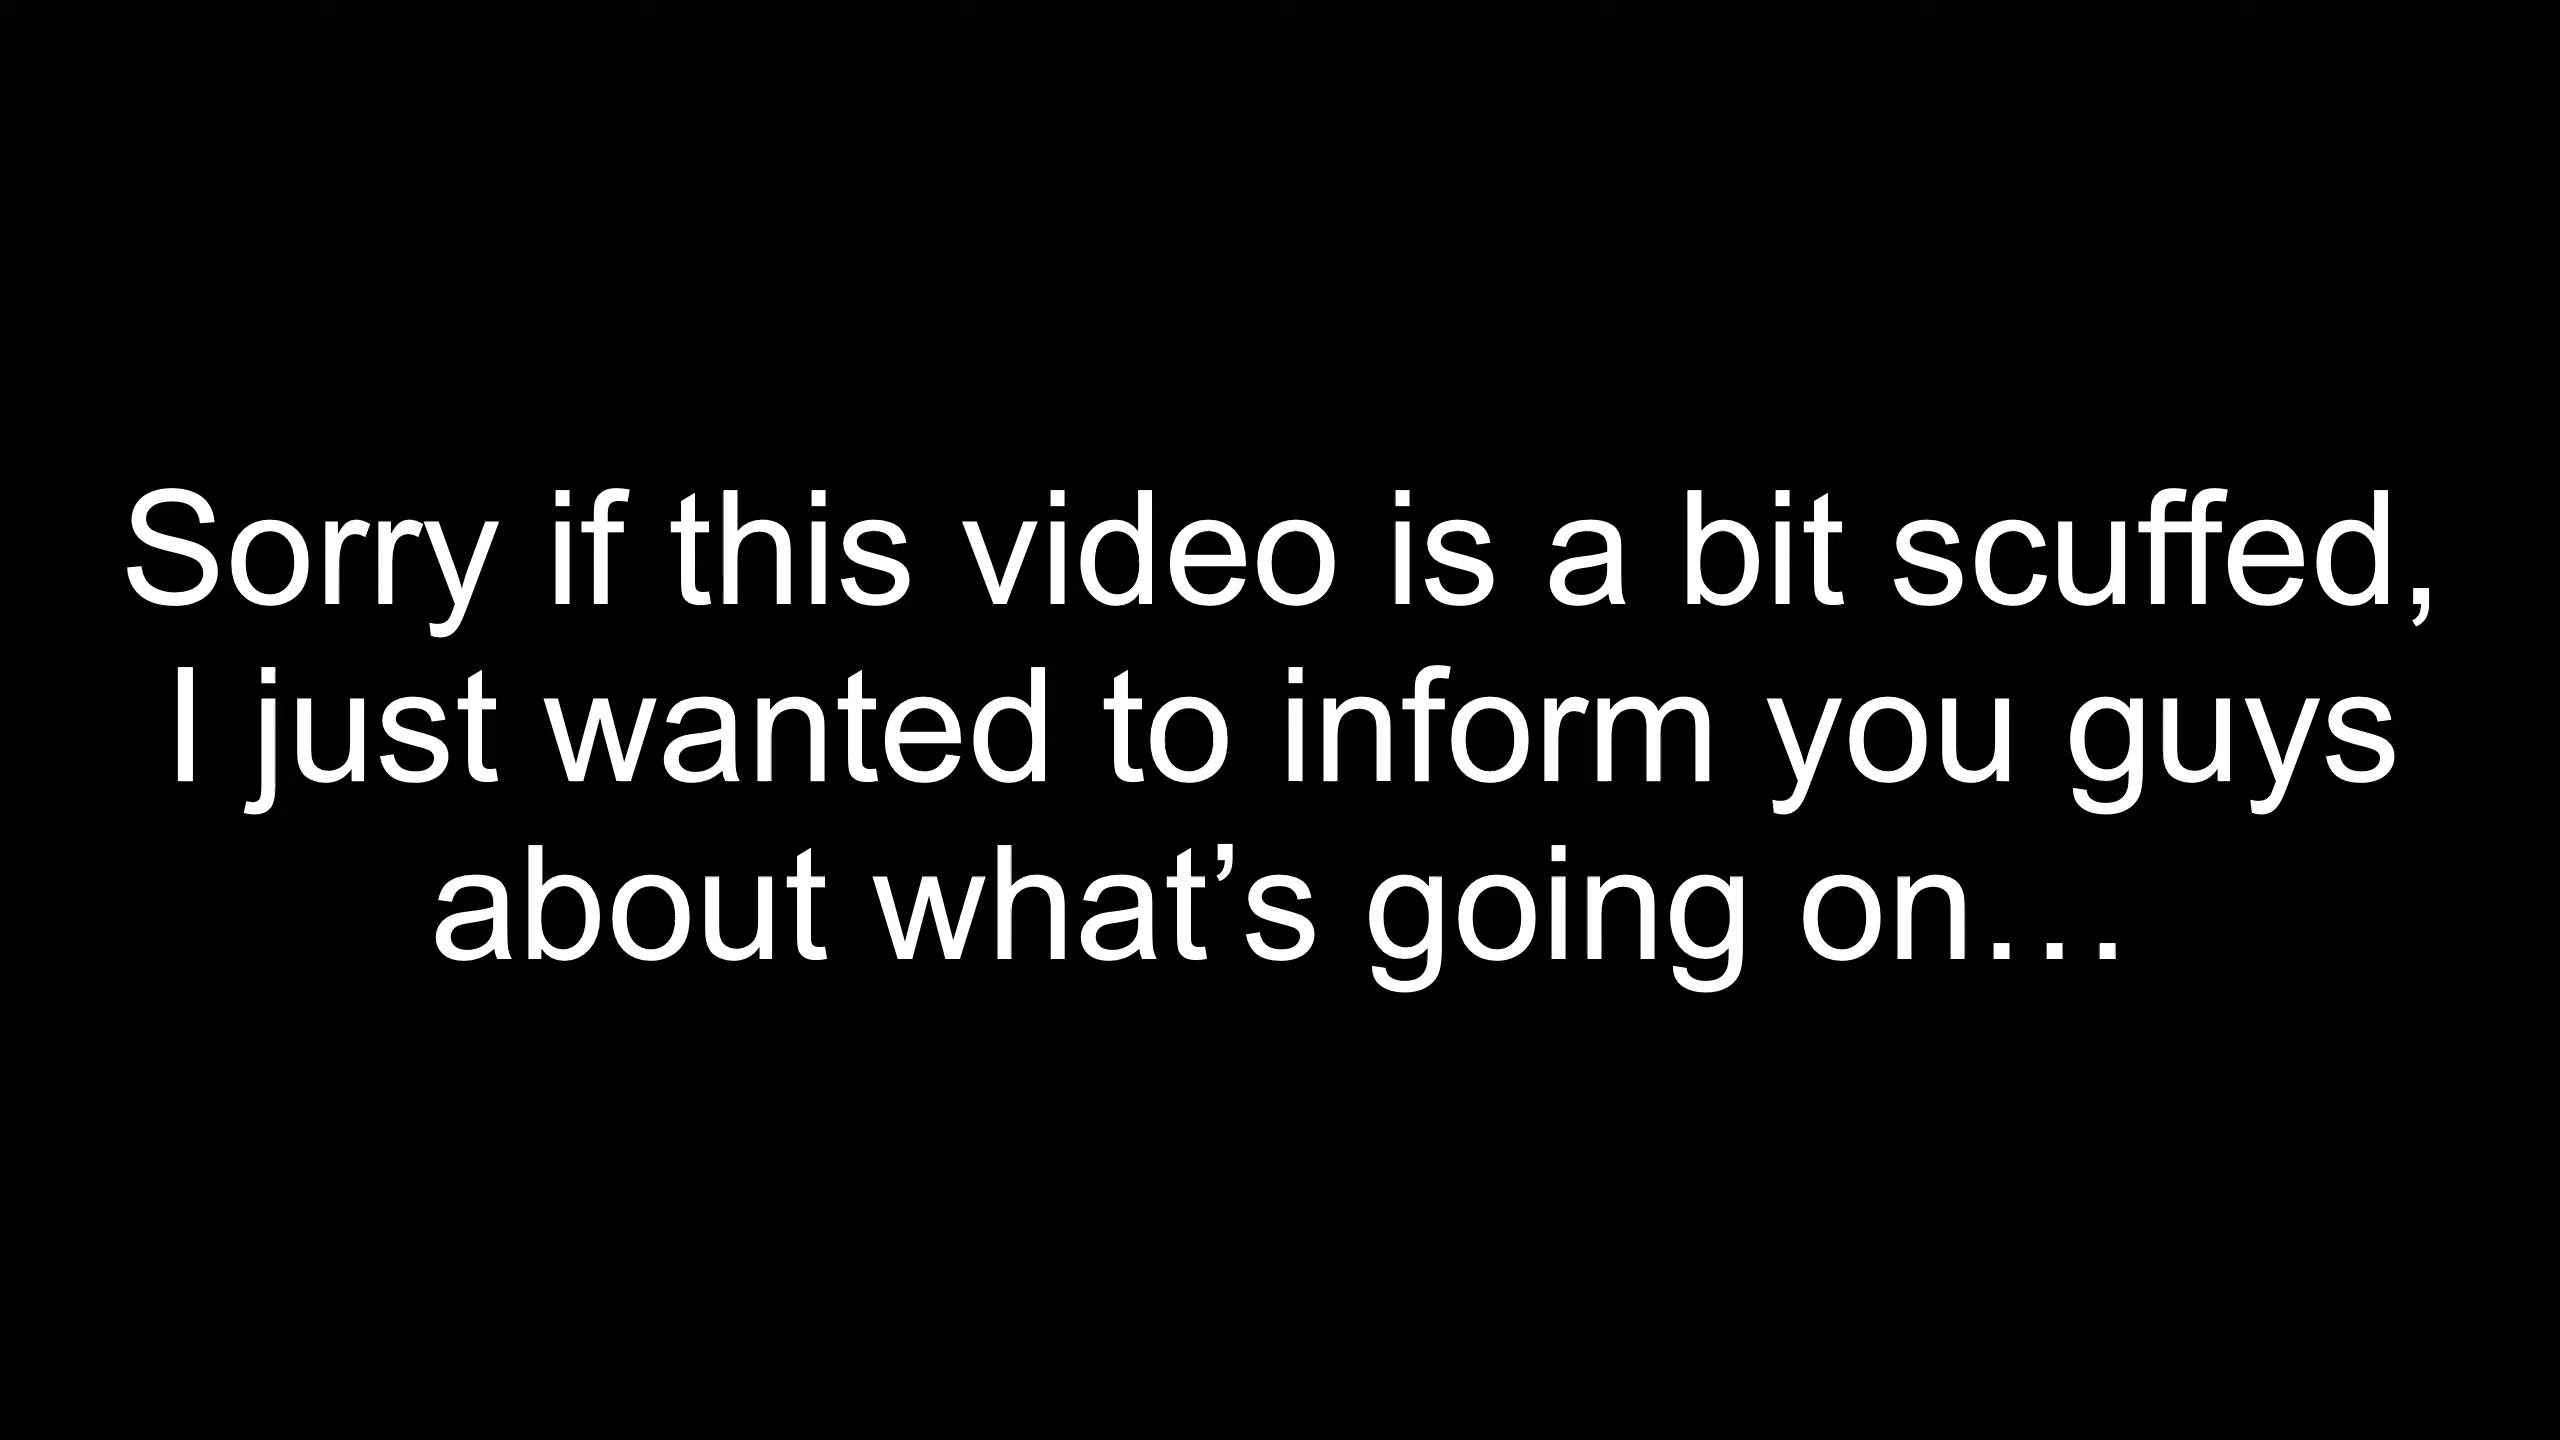 Sorry if this video is a bit scuffed,
I just wanted to inform you guys
about what’s going on...